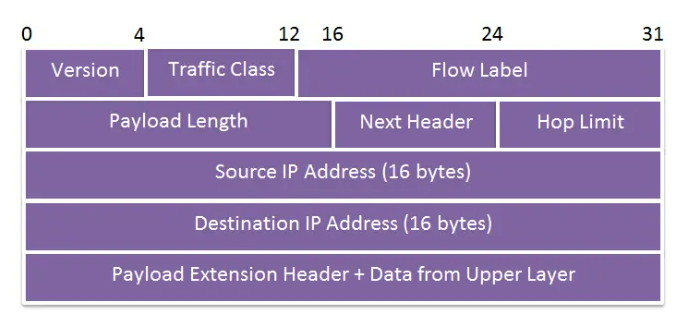 0 4 12 16 24 31
Version Traffic Class Flow Label
Payload Length Next Header Hop Limit
Source IP Address (16 bytes)
Destination IP Address (16 bytes)
Payload Extension Header + Data from Upper Layer